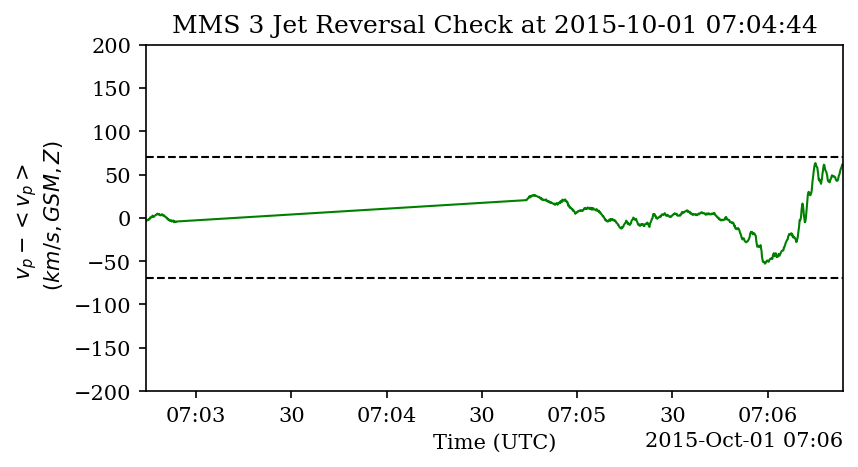 MMS 3 Jet Reversal Check at 2015-10-01 07:04:44
200
150
100
50
0
−50
−100
−150
−200
v_p − < v_p >
(km/s, GSM, Z)
07:03 30 07:04 30 07:05 30 07:06
Time (UTC)
2015-Oct-01 07:06